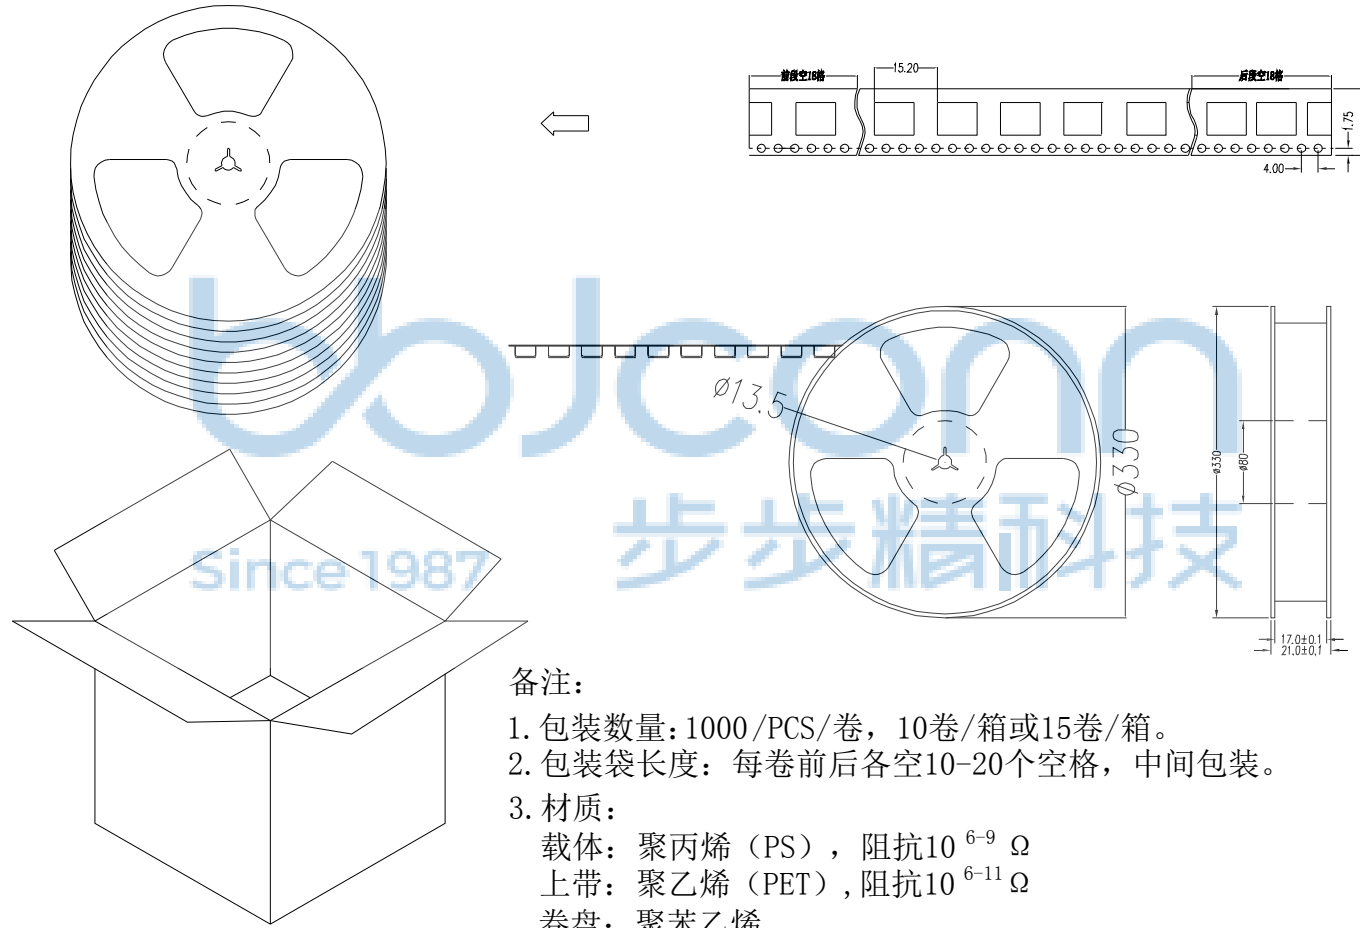 前段空18格
15.20
后段空18格
1.75
4.00
bbjconn
Ø13.5
Ø330
ø330
ø80
步步精科技
Since 1987
17.0±0.1
21.0±0.1
备注：
1.包装数量:1000/PCS/卷，10卷/箱或15卷/箱。
2.包装袋长度：每卷前后各空10-20个空格，中间包装。
3.材质：
载体：聚丙烯（PS），阻抗10 6-9 Ω
上带：聚乙烯（PET）,阻抗10 6-11 Ω
卷盘：聚苯乙烯